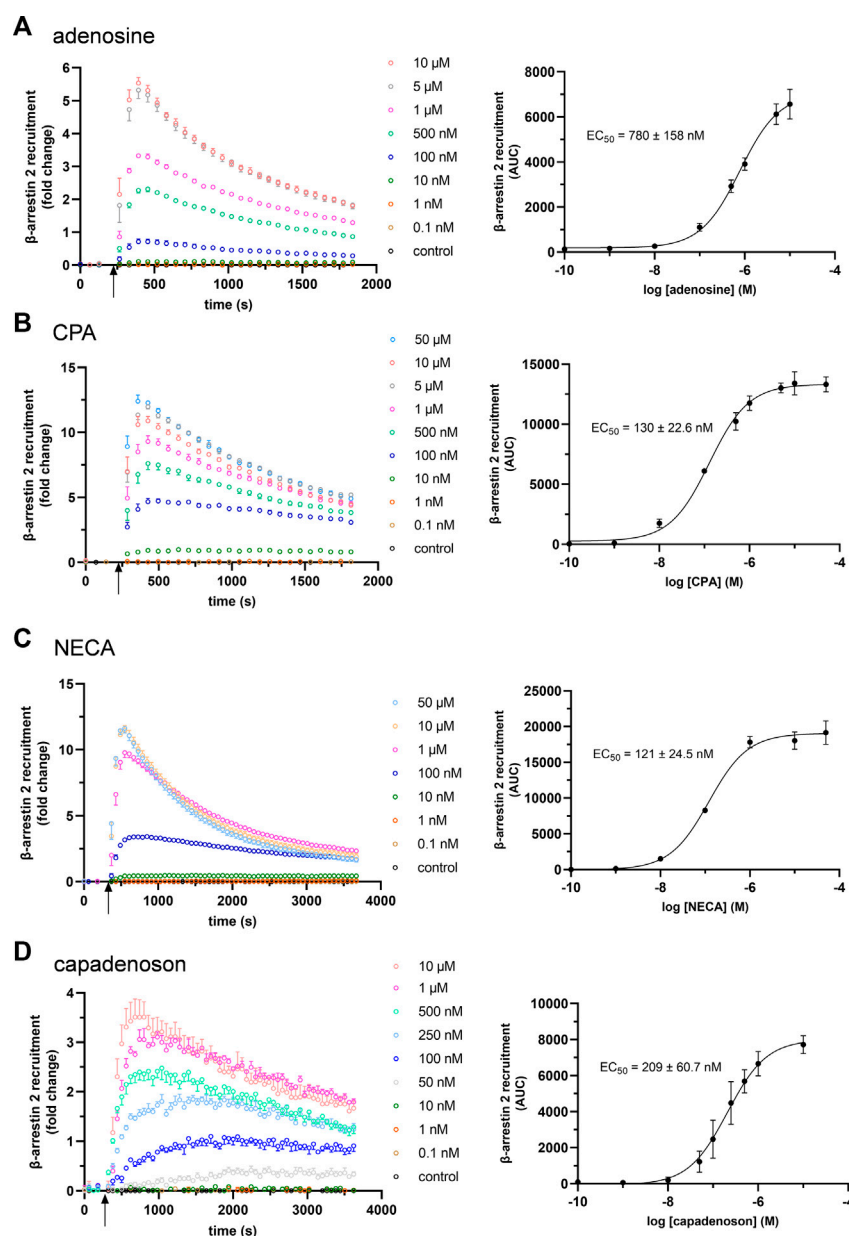 A adenosine
β-arrestin 2 recruitment
(fold change)
6
5
4
3
2
1
0
0 500 1000 1500 2000
time (s)
10 µM
5 µM
1 µM
500 nM
100 nM
10 nM
1 nM
0.1 nM
control
β-arrestin 2 recruitment
(AUC)
8000
6000
4000
2000
0
EC50 = 780 ± 158 nM
-10 -8 -6 -4
log [adenosine] (M)
B CPA
β-arrestin 2 recruitment
(fold change)
15
10
5
0
0 500 1000 1500 2000
time (s)
50 µM
10 µM
5 µM
1 µM
500 nM
100 nM
10 nM
1 nM
0.1 nM
control
β-arrestin 2 recruitment
(AUC)
15000
10000
5000
0
EC50 = 130 ± 22.6 nM
-10 -8 -6 -4
log [CPA] (M)
C NECA
β-arrestin 2 recruitment
(fold change)
15
10
5
0
0 1000 2000 3000 4000
time (s)
50 µM
10 µM
1 µM
100 nM
10 nM
1 nM
0.1 nM
control
β-arrestin 2 recruitment
(AUC)
25000
20000
15000
10000
5000
0
EC50 = 121 ± 24.5 nM
-10 -8 -6 -4
log [NECA] (M)
D capadenoson
β-arrestin 2 recruitment
(fold change)
4
3
2
1
0
0 1000 2000 3000 4000
time (s)
10 µM
1 µM
500 nM
250 nM
100 nM
50 nM
10 nM
1 nM
0.1 nM
control
β-arrestin 2 recruitment
(AUC)
10000
8000
6000
4000
2000
0
EC50 = 209 ± 60.7 nM
-10 -8 -6 -4
log [capadenoson] (M)